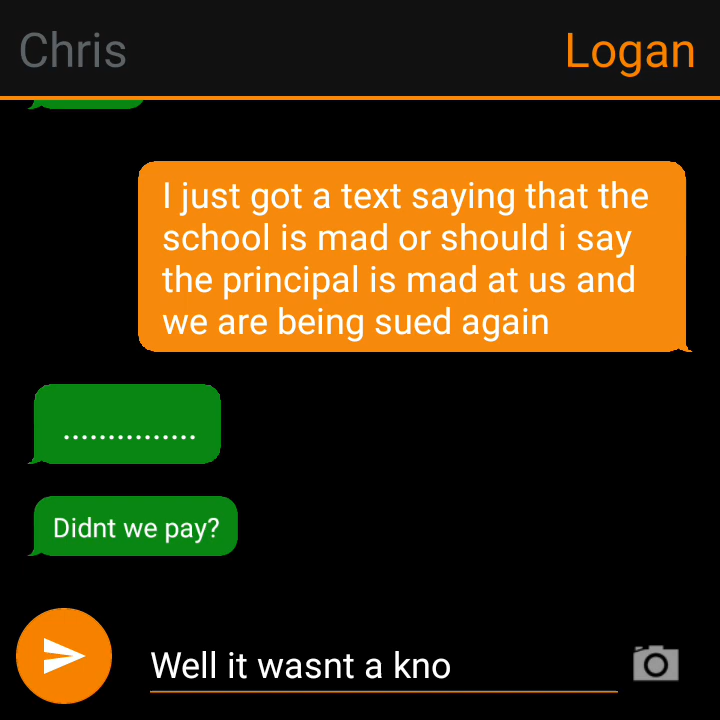 Chris
Logan
I just got a text saying that the
school is mad or should i say
the principal is mad at us and
we are being sued again
...............
Didnt we pay?
Well it wasnt a kno